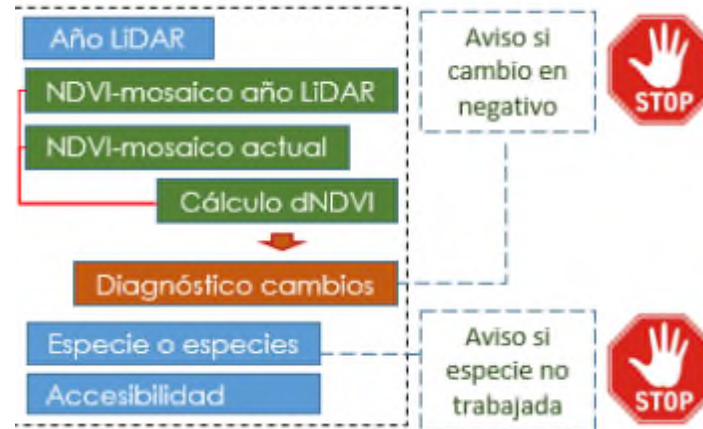 Año LiDAR
NDVI-mosaico año LiDAR
NDVI-mosaico actual
Cálculo dNDVI
Diagnóstico cambios
Especie o especies
Accesibilidad
Aviso si
cambio en
negativo
STOP
Aviso si
especie no
trabajada
STOP